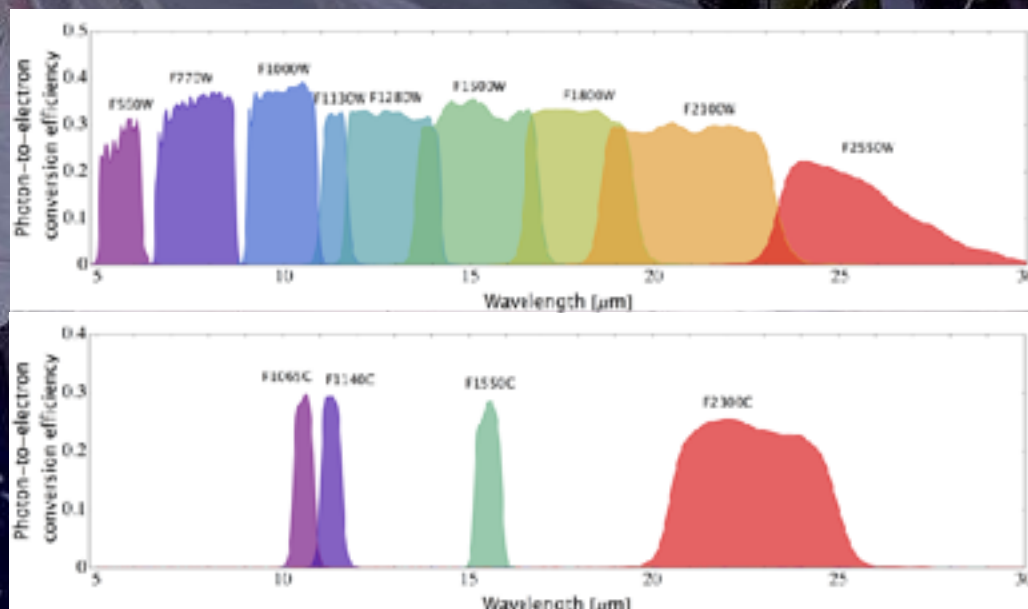 0.5
0.4
0.3
0.2
0.1
0
Photon-to-electron
conversion efficiency
F560W
F770W
F1000W
F1130W F1280W
F1500W
F1800W
F2100W
F2550W
5 10 15 20 25 30
Wavelength [μm]
0.4
0.3
0.2
0.1
0
Photon-to-electron
conversion efficiency
F1065C
F1140C
F1550C
F2300C
5 10 15 20 25 30
Wavelength [μm]